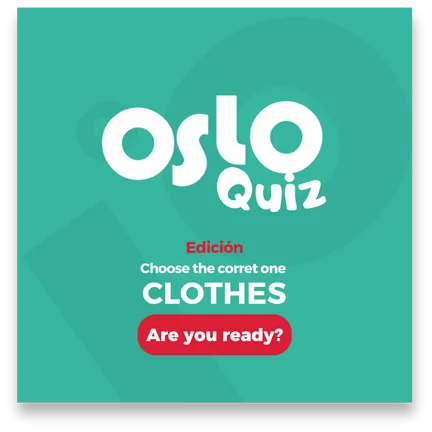 OSLO
Quiz
Edición
Choose the corret one
CLOTHES
Are you ready?